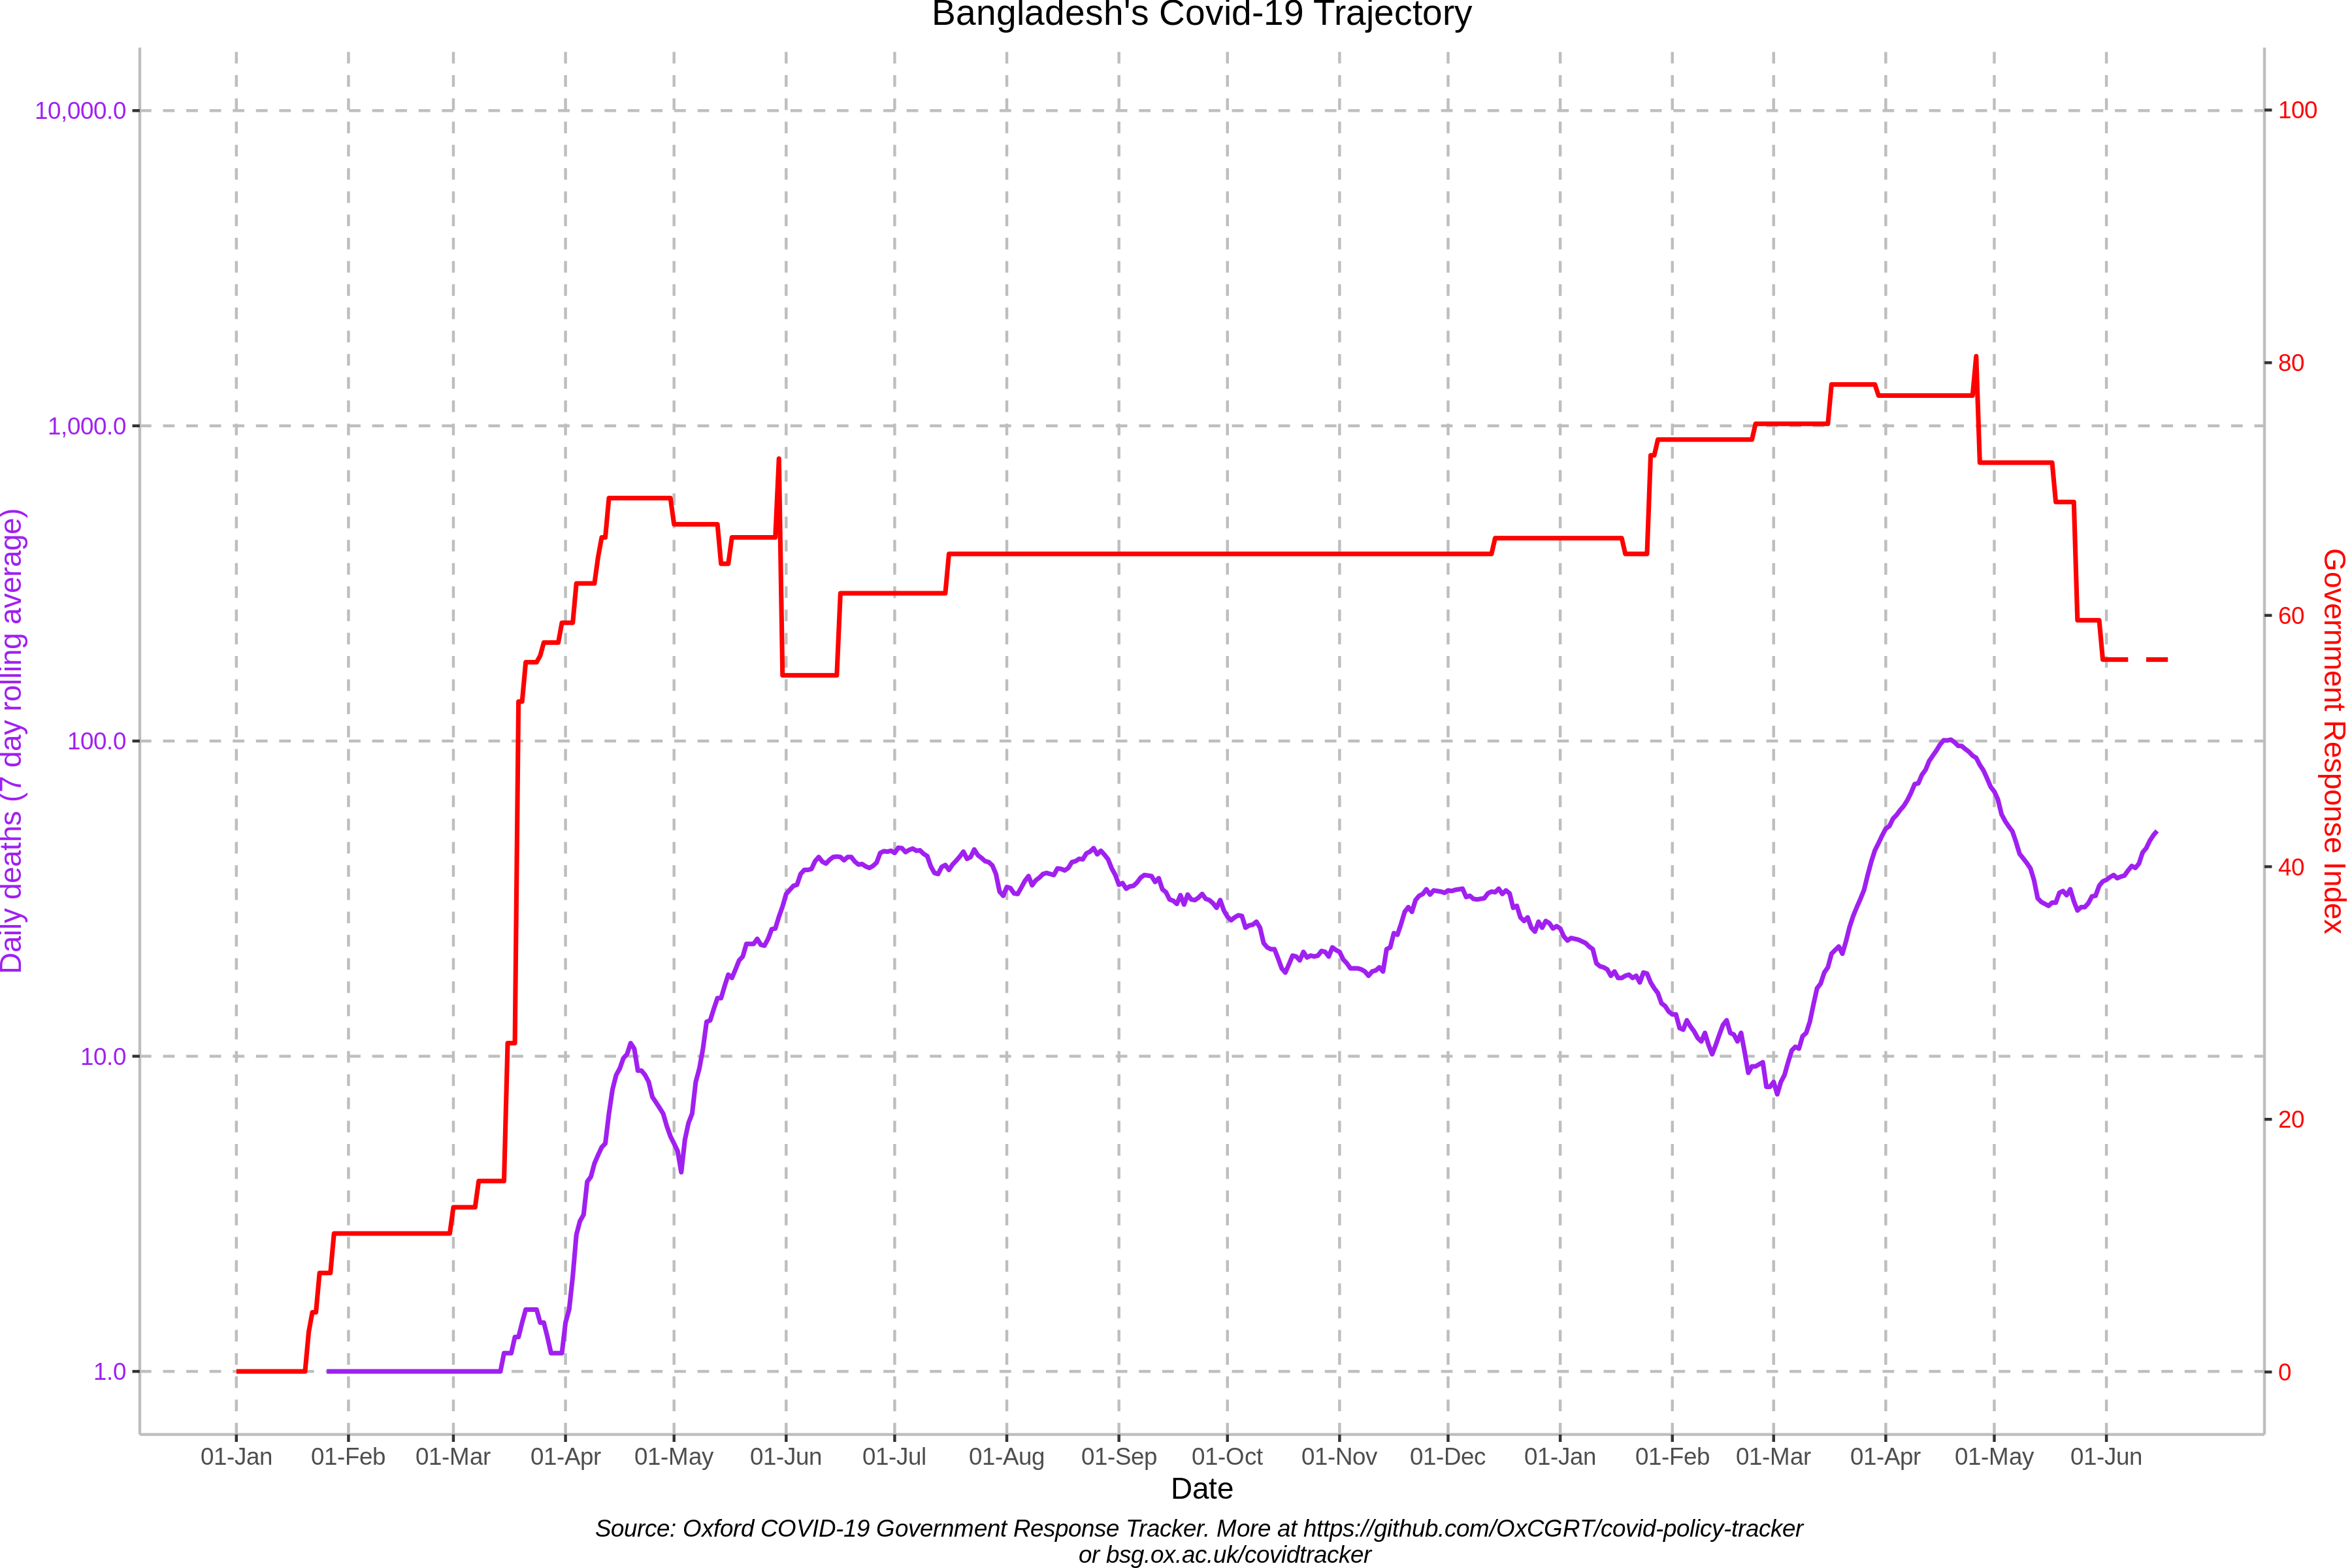 Bangladesh's Covid-19 Trajectory
Daily deaths (7 day rolling average)
10,000.0
1,000.0
100.0
10.0
1.0
100
80
60
40
20
0
Government Response Index
01-Jan 01-Feb 01-Mar 01-Apr 01-May 01-Jun 01-Jul 01-Aug 01-Sep 01-Oct 01-Nov 01-Dec 01-Jan 01-Feb 01-Mar 01-Apr 01-May 01-Jun
Date
Source: Oxford COVID-19 Government Response Tracker. More at https://github.com/OxCGRT/covid-policy-tracker
or bsg.ox.ac.uk/covidtracker